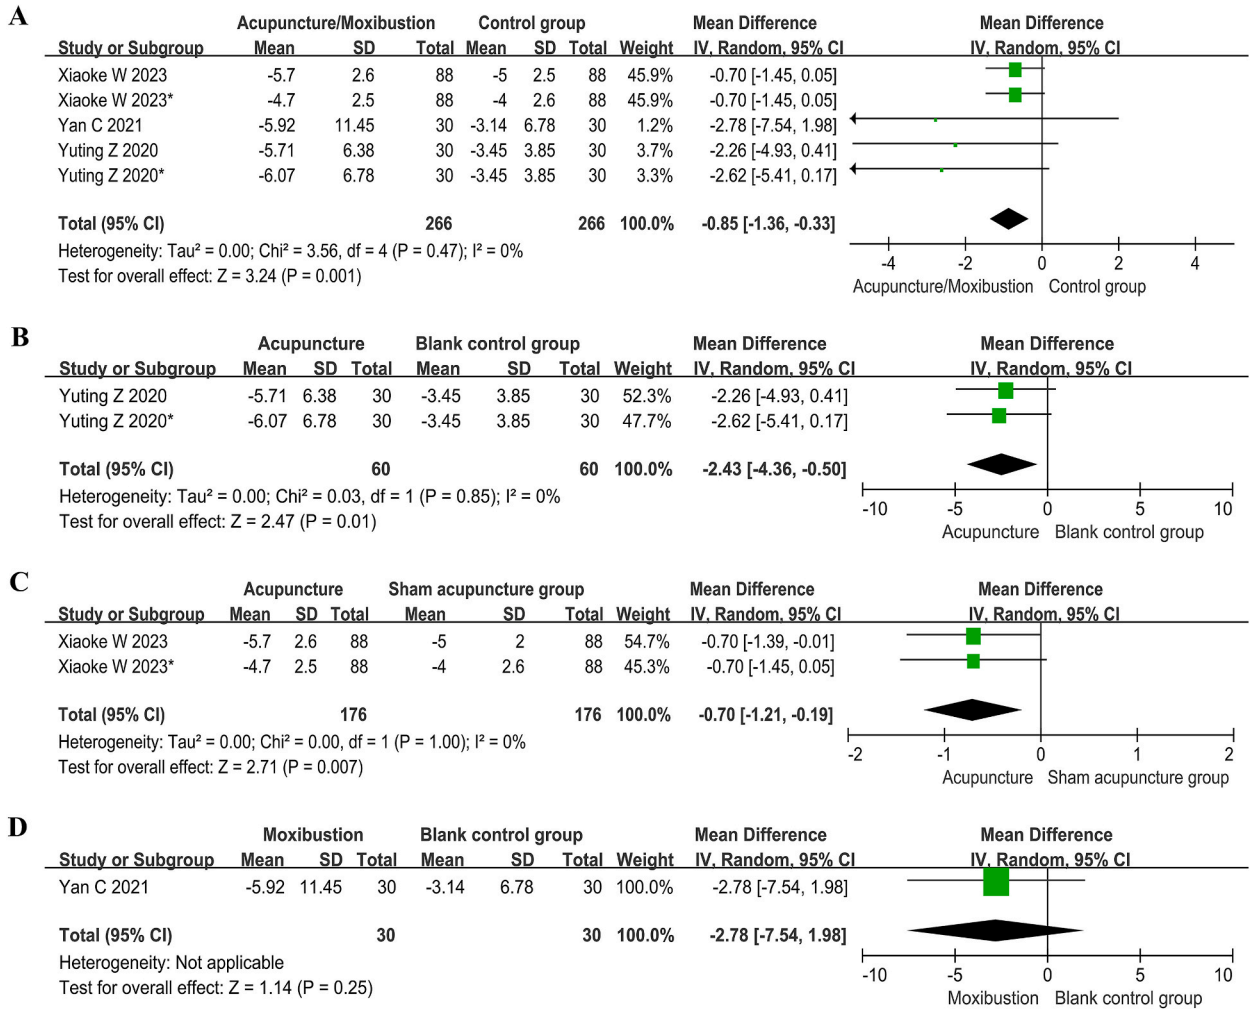 A
Acupuncture/Moxibustion Control group Mean Difference Mean Difference
Study or Subgroup Mean SD Total Mean SD Total Weight IV, Random, 95% CI IV, Random, 95% CI
Xiaoke W 2023 -5.7 2.6 88 -5 2.5 88 45.9% -0.70 [-1.45, 0.05]
Xiaoke W 2023* -4.7 2.5 88 -4 2.6 88 45.9% -0.70 [-1.45, 0.05]
Yan C 2021 -5.92 11.45 30 -3.14 6.78 30 1.2% -2.78 [-7.54, 1.98]
Yuting Z 2020 -5.71 6.38 30 -3.45 3.85 30 3.7% -2.26 [-4.93, 0.41]
Yuting Z 2020* -6.07 6.78 30 -3.45 3.85 30 3.3% -2.62 [-5.41, 0.17]
Total (95% CI) 266 266 100.0% -0.85 [-1.36, -0.33]
Heterogeneity: Tau² = 0.00; Chi² = 3.56, df = 4 (P = 0.47); I² = 0%
Test for overall effect: Z = 3.24 (P = 0.001)
-4 -2 0 2 4
Acupuncture/Moxibustion Control group
B
Acupuncture Blank control group Mean Difference Mean Difference
Study or Subgroup Mean SD Total Mean SD Total Weight IV, Random, 95% CI IV, Random, 95% CI
Yuting Z 2020 -5.71 6.38 30 -3.45 3.85 30 52.3% -2.26 [-4.93, 0.41]
Yuting Z 2020* -6.07 6.78 30 -3.45 3.85 30 47.7% -2.62 [-5.41, 0.17]
Total (95% CI) 60 60 100.0% -2.43 [-4.36, -0.50]
Heterogeneity: Tau² = 0.00; Chi² = 0.03, df = 1 (P = 0.85); I² = 0%
Test for overall effect: Z = 2.47 (P = 0.01)
-10 -5 0 5 10
Acupuncture Blank control group
C
Acupuncture Sham acupuncture group Mean Difference Mean Difference
Study or Subgroup Mean SD Total Mean SD Total Weight IV, Random, 95% CI IV, Random, 95% CI
Xiaoke W 2023 -5.7 2.6 88 -5 2 88 54.7% -0.70 [-1.39, -0.01]
Xiaoke W 2023* -4.7 2.5 88 -4 2.6 88 45.3% -0.70 [-1.45, 0.05]
Total (95% CI) 176 176 100.0% -0.70 [-1.21, -0.19]
Heterogeneity: Tau² = 0.00; Chi² = 0.00, df = 1 (P = 1.00); I² = 0%
Test for overall effect: Z = 2.71 (P = 0.007)
-2 -1 0 1 2
Acupuncture Sham acupuncture group
D
Moxibustion Blank control group Mean Difference Mean Difference
Study or Subgroup Mean SD Total Mean SD Total Weight IV, Random, 95% CI IV, Random, 95% CI
Yan C 2021 -5.92 11.45 30 -3.14 6.78 30 100.0% -2.78 [-7.54, 1.98]
Total (95% CI) 30 30 100.0% -2.78 [-7.54, 1.98]
Heterogeneity: Not applicable
Test for overall effect: Z = 1.14 (P = 0.25)
-10 -5 0 5 10
Moxibustion Blank control group